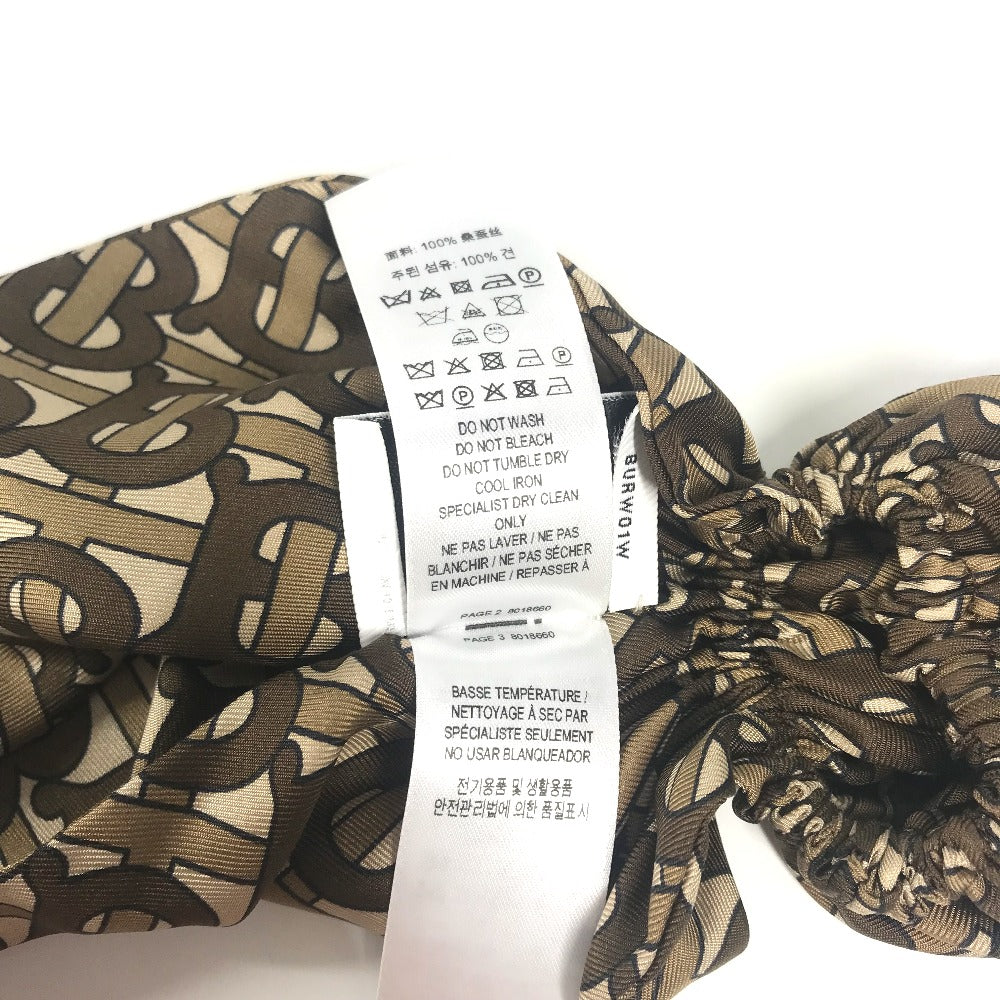 面料: 100% 桑蚕丝
주된 섬유: 100% 견
DO NOT WASH
DO NOT BLEACH
DO NOT TUMBLE DRY
COOL IRON
SPECIALIST DRY CLEAN
ONLY
NE PAS LAVER / NE PAS
BLANCHIR / NE PAS SÉCHER
EN MACHINE / REPASSER À
PAGE 2 8018660
PAGE 3 8018660
BASSE TEMPÉRATURE /
NETTOYAGE À SEC PAR
SPÉCIALISTE SEULEMENT
NO USAR BLANQUEADOR
전기용품 및 생활용품
안전관리법에 의한 품질표시
BURW01W